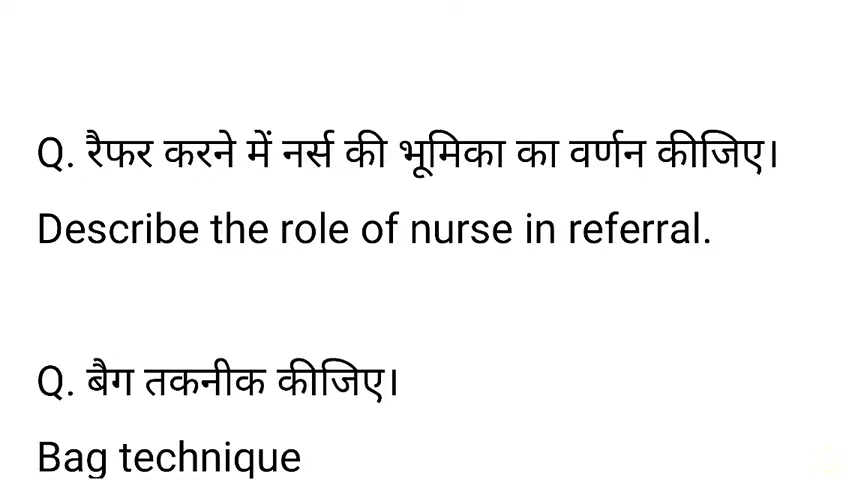 Q. रैफर करने में नर्स की भूमिका का वर्णन कीजिए।
Describe the role of nurse in referral.
Q. बैग तकनीक कीजिए।
Bag technique